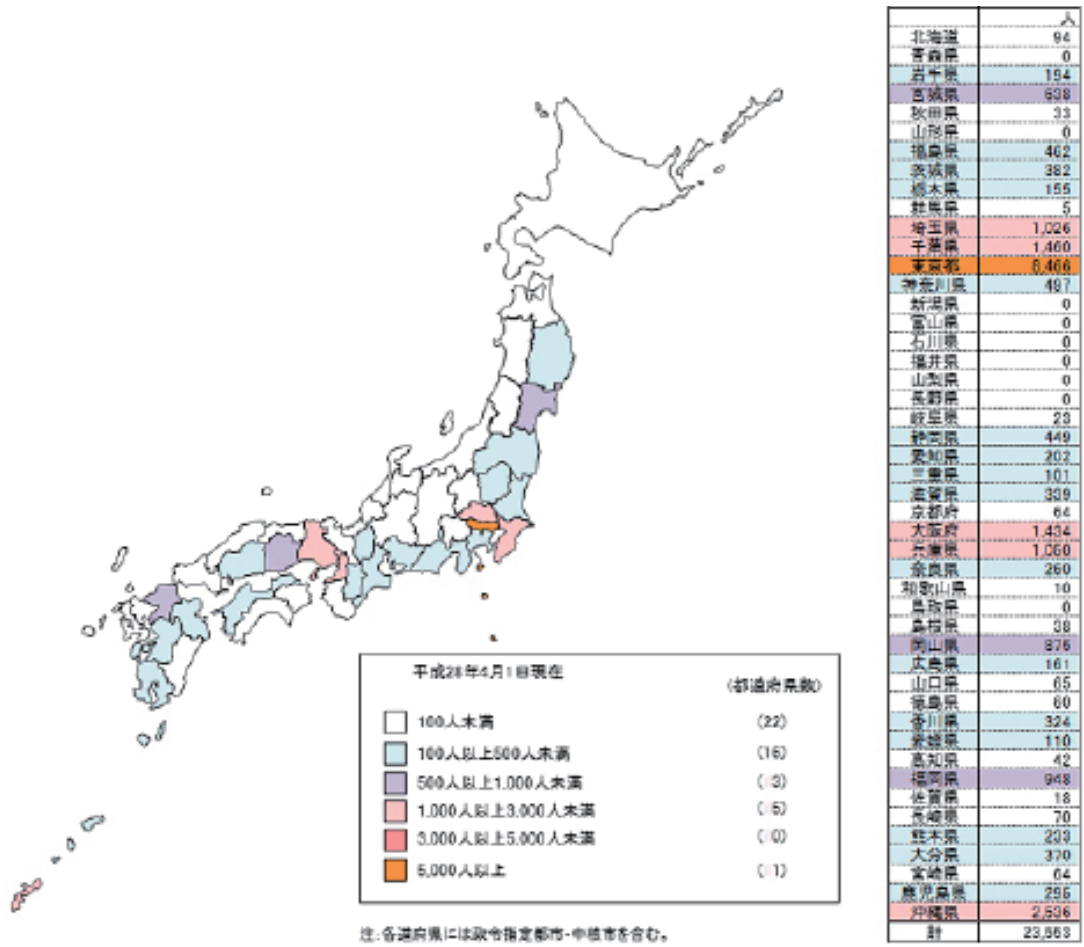 人
北海道 94
青森県 0
岩手県 194
宮城県 638
秋田県 33
山形県 0
福島県 462
茨城県 382
栃木県 155
群馬県 5
埼玉県 1,026
千葉県 1,460
東京都 8,466
神奈川県 497
新潟県 0
富山県 0
石川県 0
福井県 0
山梨県 0
長野県 0
岐阜県 23
静岡県 449
愛知県 202
三重県 101
滋賀県 339
京都府 64
大阪府 1,434
兵庫県 1,050
奈良県 260
和歌山県 10
鳥取県 0
島根県 38
岡山県 875
広島県 161
山口県 65
徳島県 60
香川県 324
愛媛県 110
高知県 42
福岡県 948
佐賀県 18
長崎県 70
熊本県 233
大分県 370
宮崎県 64
鹿児島県 295
沖縄県 2,536
計 23,553
平成28年4月1日現在
(都道府県数)
100人未満 (22)
100人以上500人未満 (16)
500人以上1,000人未満 (3)
1,000人以上3,000人未満 (5)
3,000人以上5,000人未満 (0)
5,000人以上 (1)
注:各道府県には政令指定都市・中核市を含む。